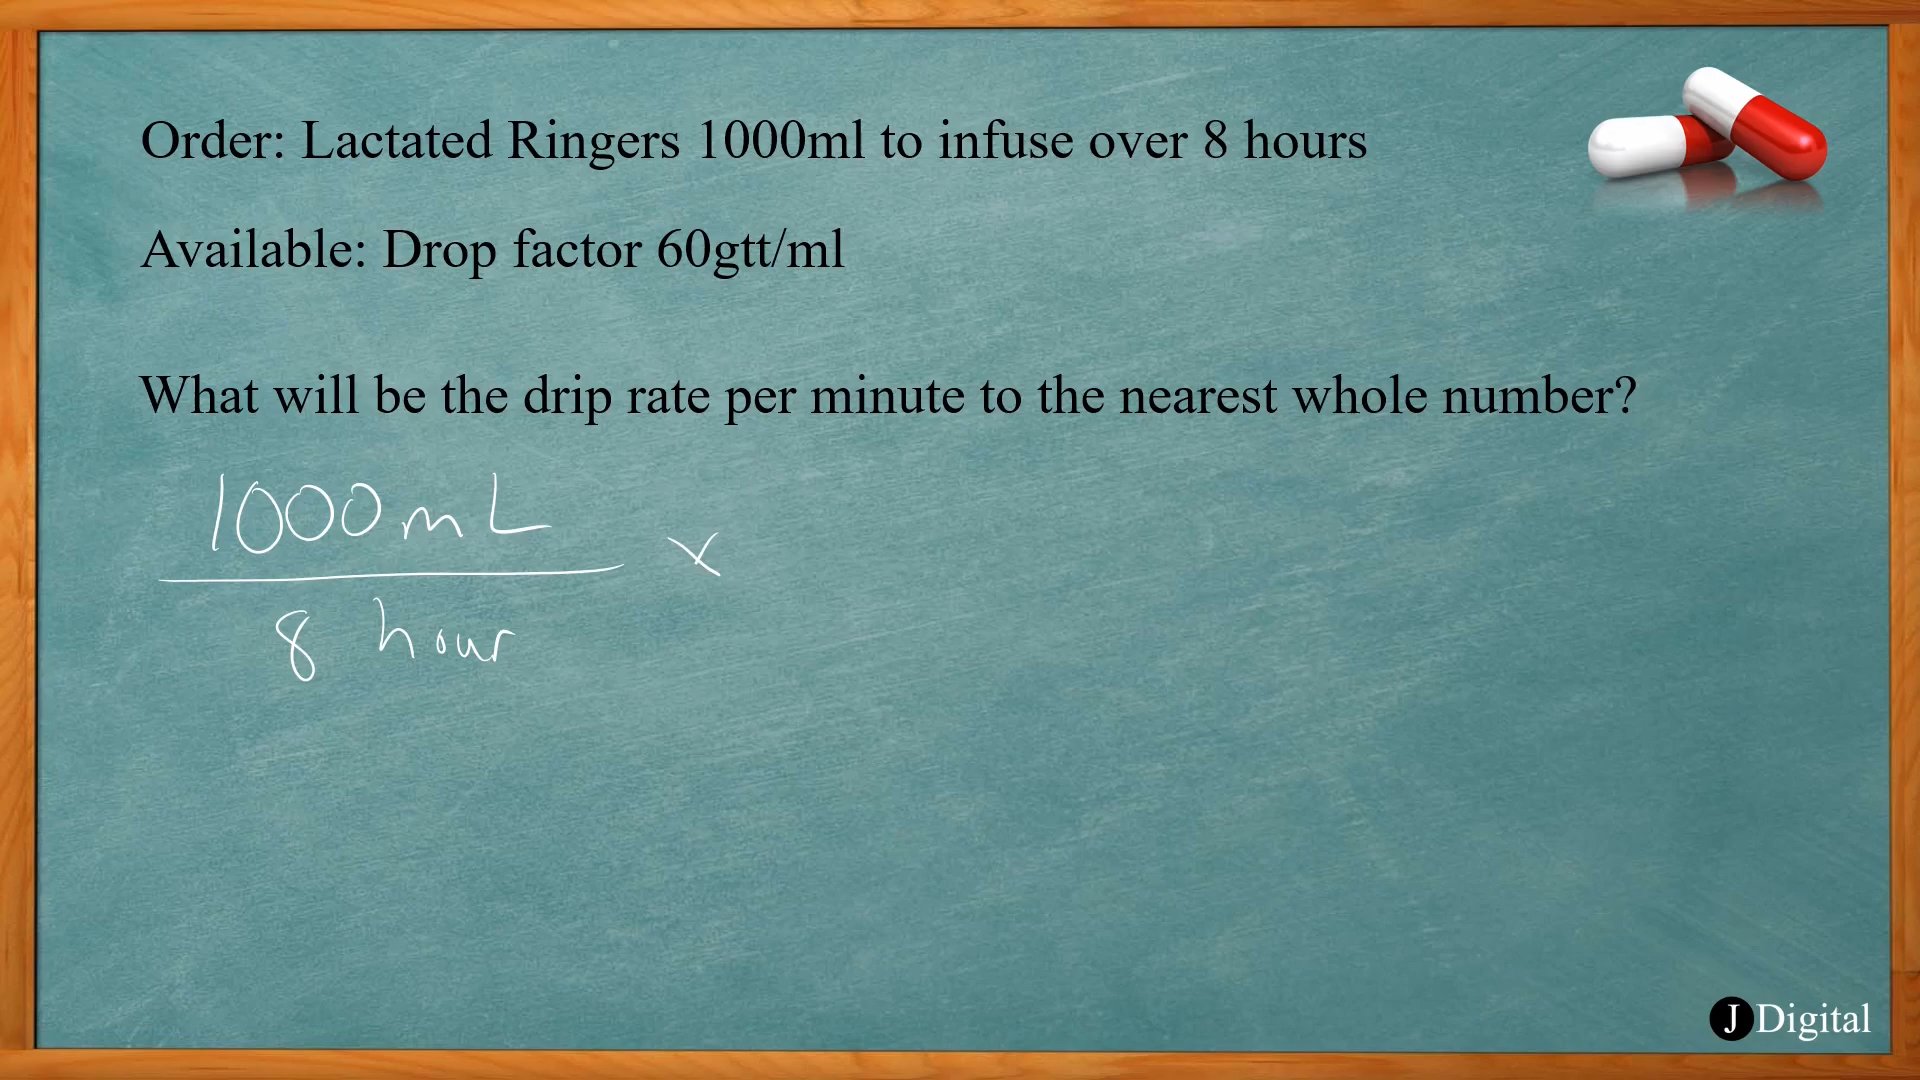 Order: Lactated Ringers 1000ml to infuse over 8 hours
Available: Drop factor 60gtt/ml
What will be the drip rate per minute to the nearest whole number?
1000mL
x
8 hour
J Digital